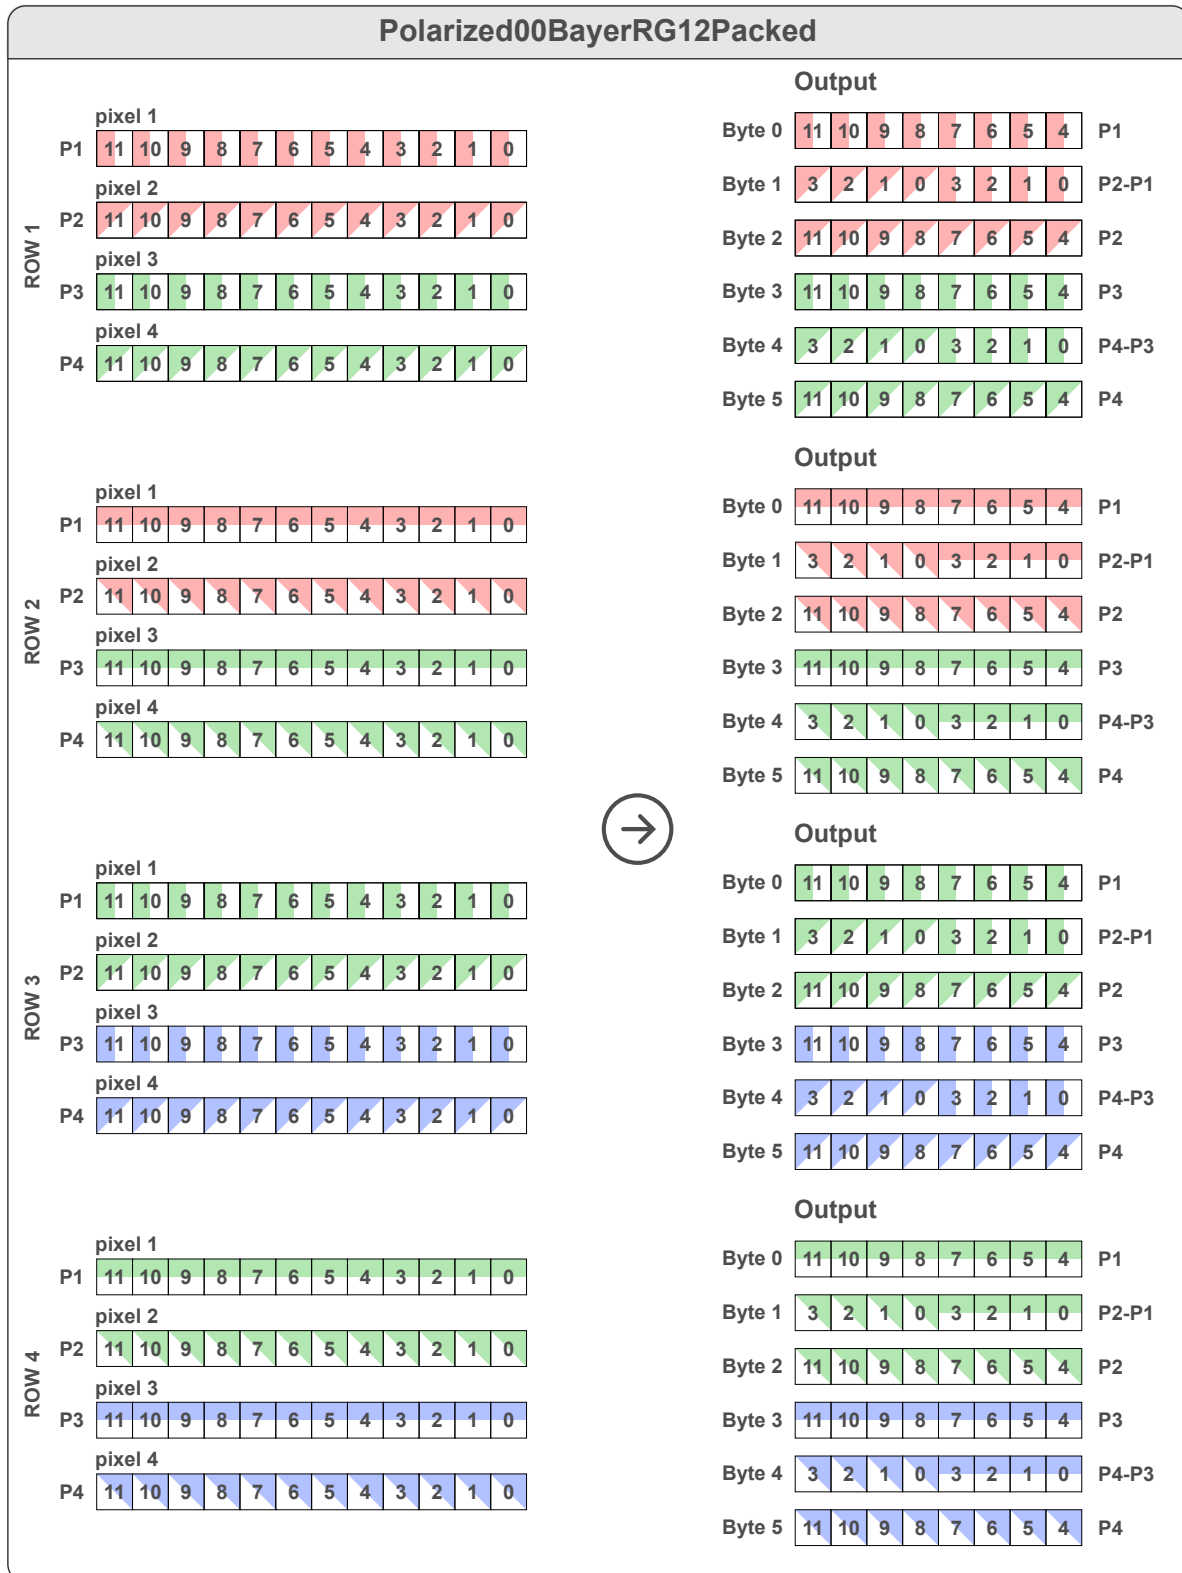 Polarized00BayerRG12Packed
ROW 1
pixel 1
P1 11 10 9 8 7 6 5 4 3 2 1 0
pixel 2
P2 11 10 9 8 7 6 5 4 3 2 1 0
pixel 3
P3 11 10 9 8 7 6 5 4 3 2 1 0
pixel 4
P4 11 10 9 8 7 6 5 4 3 2 1 0
Output
Byte 0 11 10 9 8 7 6 5 4 P1
Byte 1 3 2 1 0 3 2 1 0 P2-P1
Byte 2 11 10 9 8 7 6 5 4 P2
Byte 3 11 10 9 8 7 6 5 4 P3
Byte 4 3 2 1 0 3 2 1 0 P4-P3
Byte 5 11 10 9 8 7 6 5 4 P4
ROW 2
pixel 1
P1 11 10 9 8 7 6 5 4 3 2 1 0
pixel 2
P2 11 10 9 8 7 6 5 4 3 2 1 0
pixel 3
P3 11 10 9 8 7 6 5 4 3 2 1 0
pixel 4
P4 11 10 9 8 7 6 5 4 3 2 1 0
Output
Byte 0 11 10 9 8 7 6 5 4 P1
Byte 1 3 2 1 0 3 2 1 0 P2-P1
Byte 2 11 10 9 8 7 6 5 4 P2
Byte 3 11 10 9 8 7 6 5 4 P3
Byte 4 3 2 1 0 3 2 1 0 P4-P3
Byte 5 11 10 9 8 7 6 5 4 P4
ROW 3
pixel 1
P1 11 10 9 8 7 6 5 4 3 2 1 0
pixel 2
P2 11 10 9 8 7 6 5 4 3 2 1 0
pixel 3
P3 11 10 9 8 7 6 5 4 3 2 1 0
pixel 4
P4 11 10 9 8 7 6 5 4 3 2 1 0
Output
Byte 0 11 10 9 8 7 6 5 4 P1
Byte 1 3 2 1 0 3 2 1 0 P2-P1
Byte 2 11 10 9 8 7 6 5 4 P2
Byte 3 11 10 9 8 7 6 5 4 P3
Byte 4 3 2 1 0 3 2 1 0 P4-P3
Byte 5 11 10 9 8 7 6 5 4 P4
ROW 4
pixel 1
P1 11 10 9 8 7 6 5 4 3 2 1 0
pixel 2
P2 11 10 9 8 7 6 5 4 3 2 1 0
pixel 3
P3 11 10 9 8 7 6 5 4 3 2 1 0
pixel 4
P4 11 10 9 8 7 6 5 4 3 2 1 0
Output
Byte 0 11 10 9 8 7 6 5 4 P1
Byte 1 3 2 1 0 3 2 1 0 P2-P1
Byte 2 11 10 9 8 7 6 5 4 P2
Byte 3 11 10 9 8 7 6 5 4 P3
Byte 4 3 2 1 0 3 2 1 0 P4-P3
Byte 5 11 10 9 8 7 6 5 4 P4